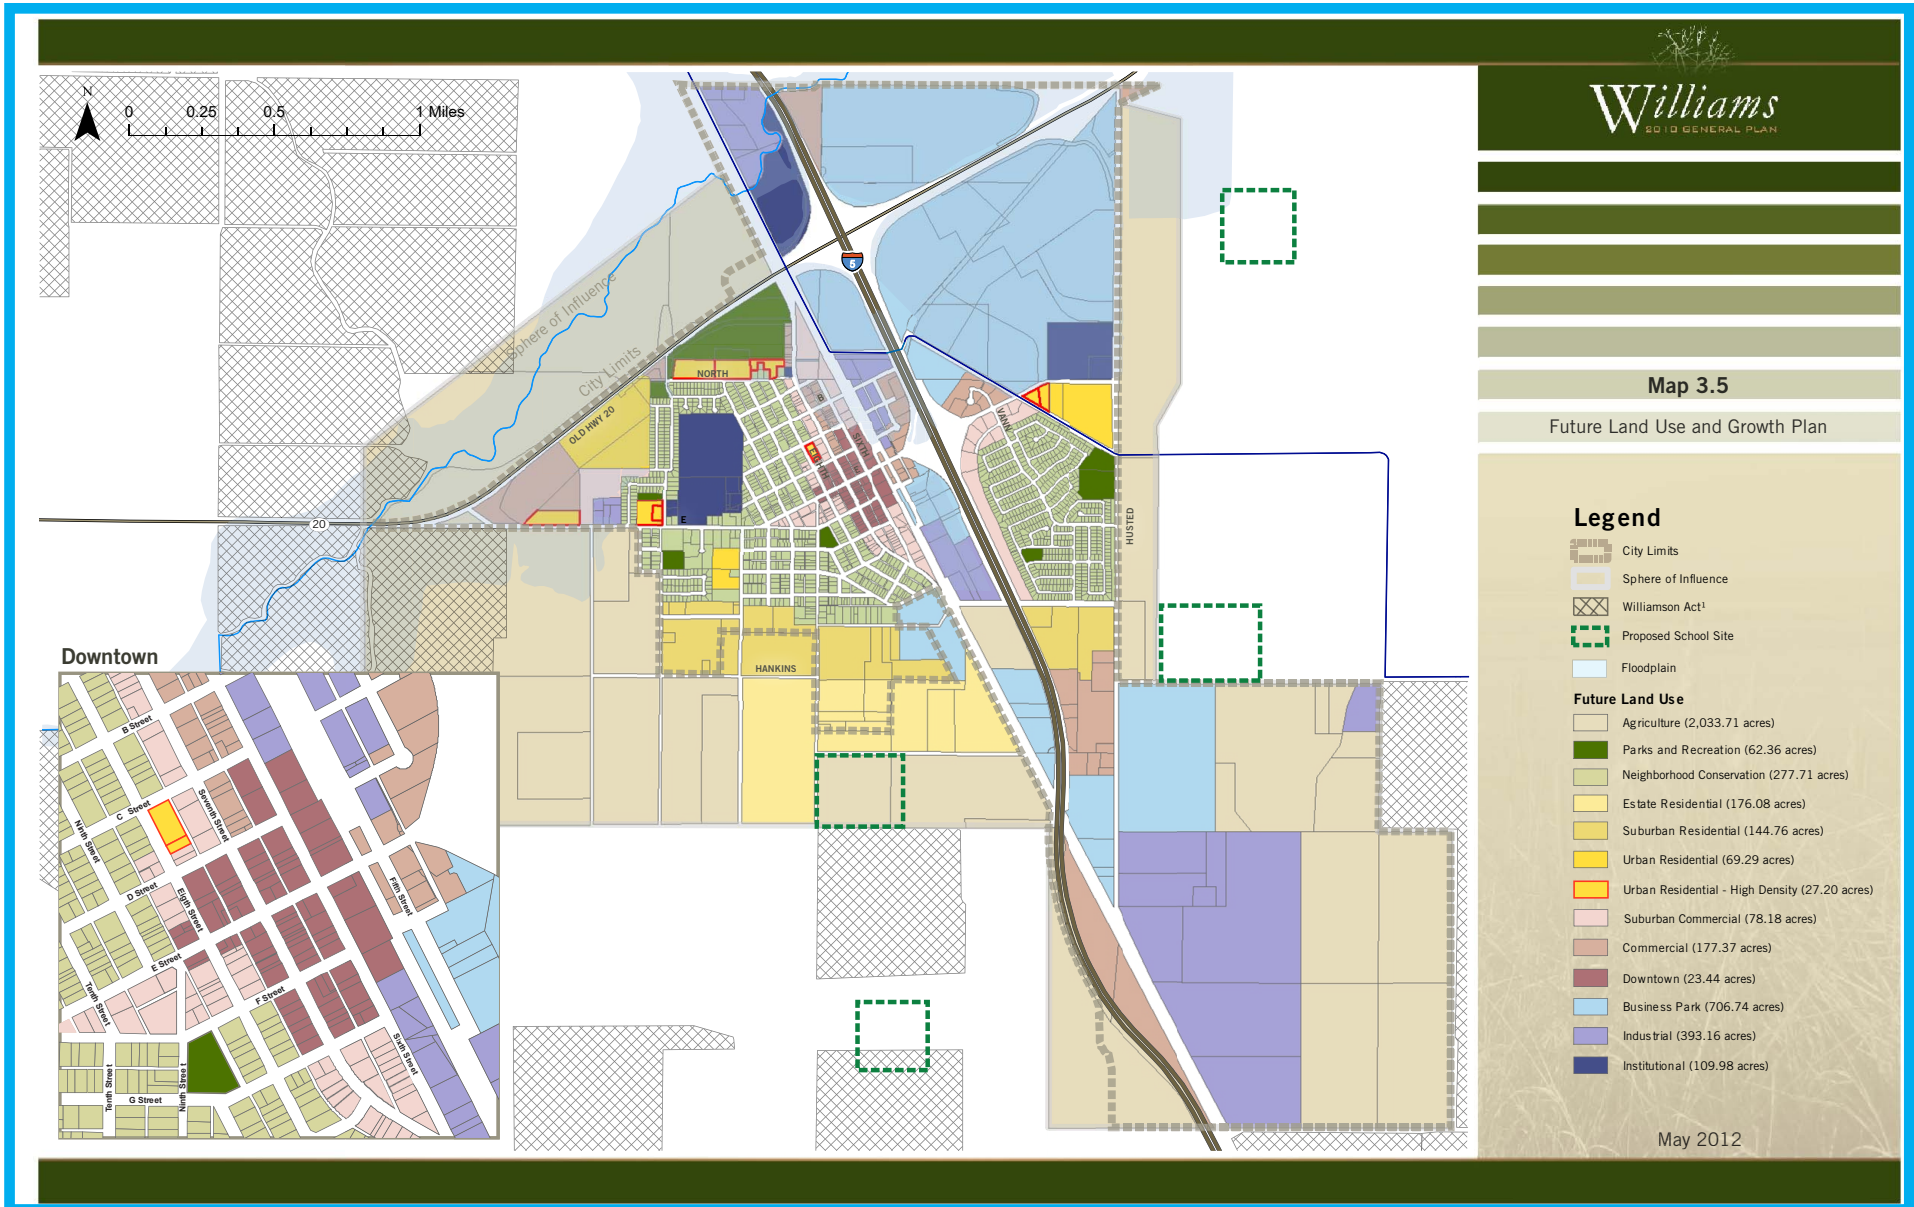 Williams
2010 GENERAL PLAN
N
0 0.25 0.5 1 Miles
Sphere of Influence
City Limits
5
NORTH
OLD HWY 20
B
SIXTH
EIGHTH
VANN
E
20
HUSTED
HANKINS
Map 3.5
Future Land Use and Growth Plan
Legend
City Limits
Sphere of Influence
Williamson Act¹
Proposed School Site
Floodplain
Future Land Use
Agriculture (2,033.71 acres)
Parks and Recreation (62.36 acres)
Neighborhood Conservation (277.71 acres)
Estate Residential (176.08 acres)
Suburban Residential (144.76 acres)
Urban Residential (69.29 acres)
Urban Residential - High Density (27.20 acres)
Suburban Commercial (78.18 acres)
Commercial (177.37 acres)
Downtown (23.44 acres)
Business Park (706.74 acres)
Industrial (393.16 acres)
Institutional (109.98 acres)
May 2012
Downtown
B Street
C Street
Seventh Street
Ninth Street
D Street
Eigth Street
Fifth Street
E Street
Tenth Street
F Street
Sixth Street
Tenth Street
Ninth Street
G Street